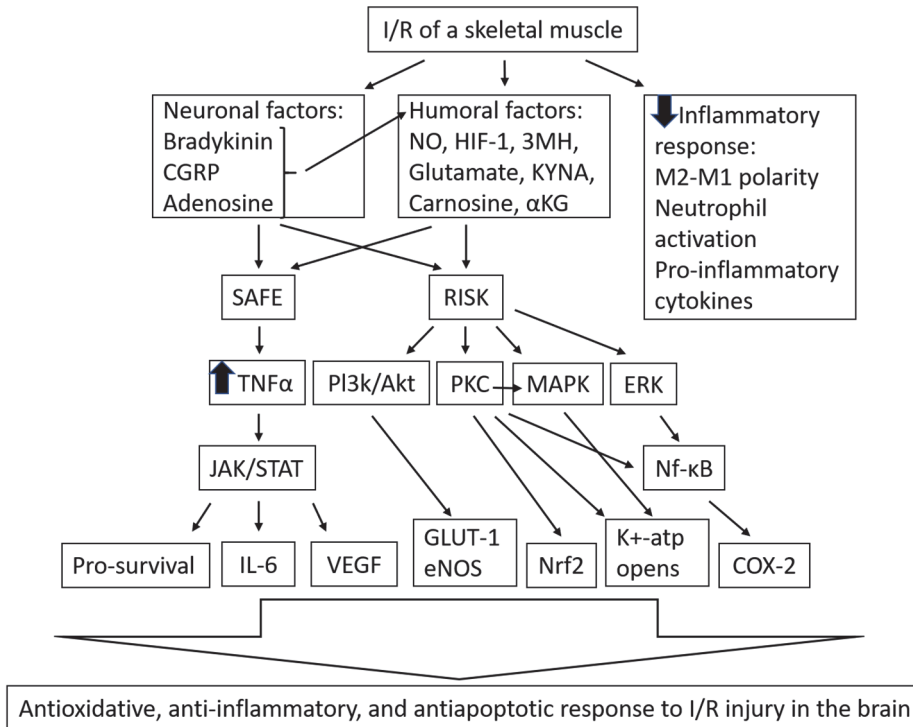 I/R of a skeletal muscle
Neuronal factors:
Bradykinin
CGRP
Adenosine
Humoral factors:
NO, HIF-1, 3MH,
Glutamate, KYNA,
Carnosine, αKG
Inflammatory
response:
M2-M1 polarity
Neutrophil
activation
Pro-inflammatory
cytokines
SAFE
RISK
TNFα
Pl3k/Akt
PKC
MAPK
ERK
JAK/STAT
Nf-κB
Pro-survival
IL-6
VEGF
GLUT-1
eNOS
Nrf2
K+-atp
opens
COX-2
Antioxidative, anti-inflammatory, and antiapoptotic response to I/R injury in the brain